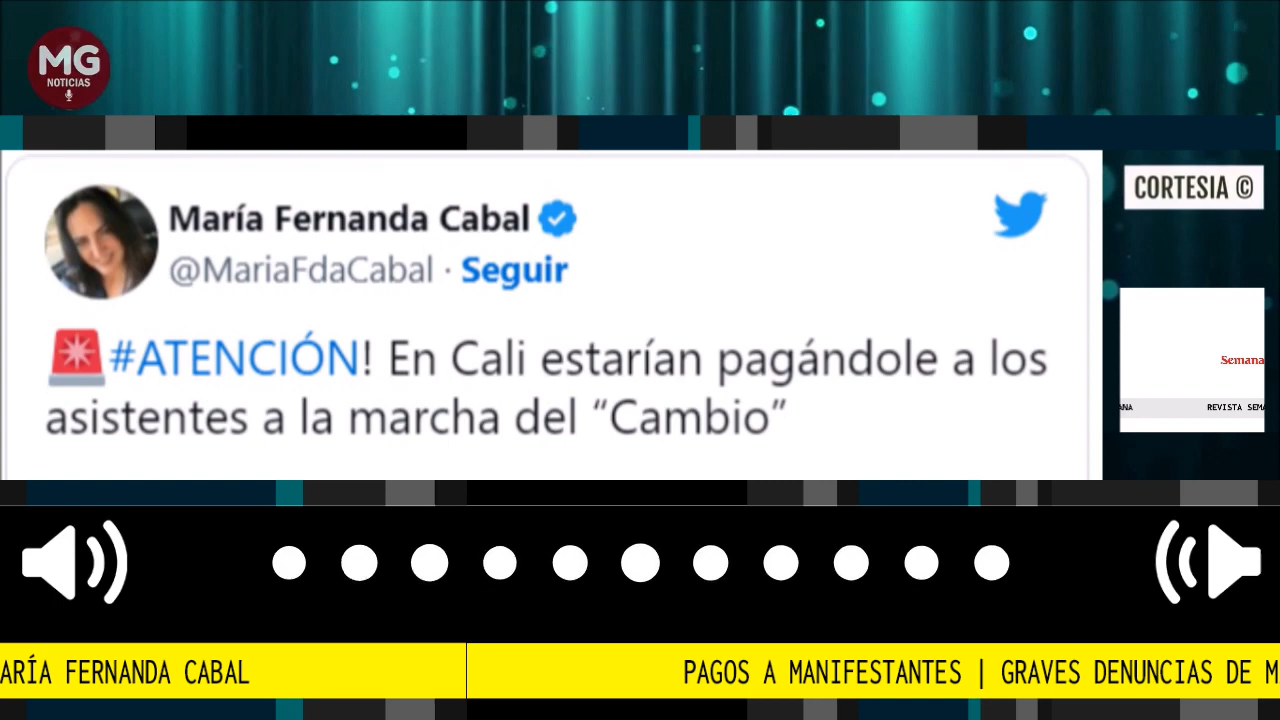 MG
NOTICIAS
CORTESIA ©
María Fernanda Cabal
@MariaFdaCabal · Seguir
🚨#ATENCIÓN! En Cali estarían pagándole a los
asistentes a la marcha del “Cambio”
Semana
ANA REVISTA SEMA
ARÍA FERNANDA CABAL PAGOS A MANIFESTANTES | GRAVES DENUNCIAS DE M